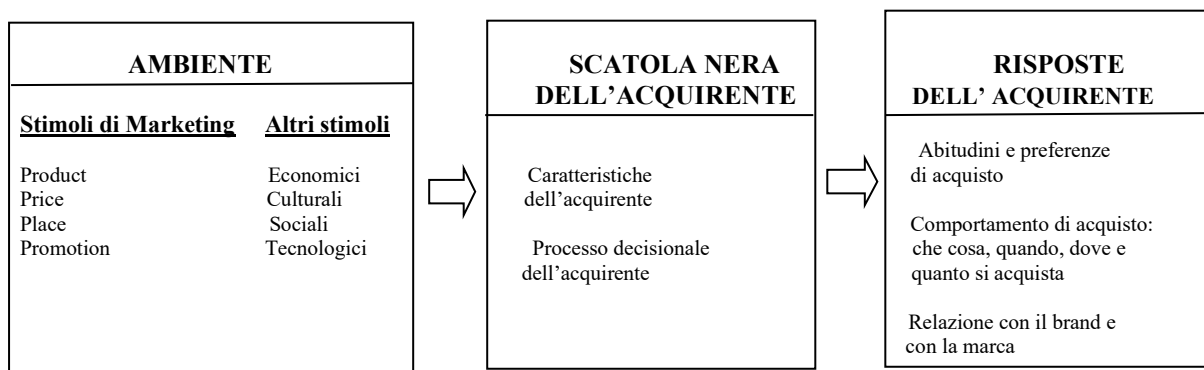 AMBIENTE
Stimoli di Marketing Altri stimoli
Product Economici
Price Culturali
Place Sociali
Promotion Tecnologici
SCATOLA NERA
DELL’ACQUIRENTE
Caratteristiche
dell’acquirente
Processo decisionale
dell’acquirente
RISPOSTE
DELL’ ACQUIRENTE
Abitudini e preferenze
di acquisto
Comportamento di acquisto:
che cosa, quando, dove e
quanto si acquista
Relazione con il brand e
con la marca